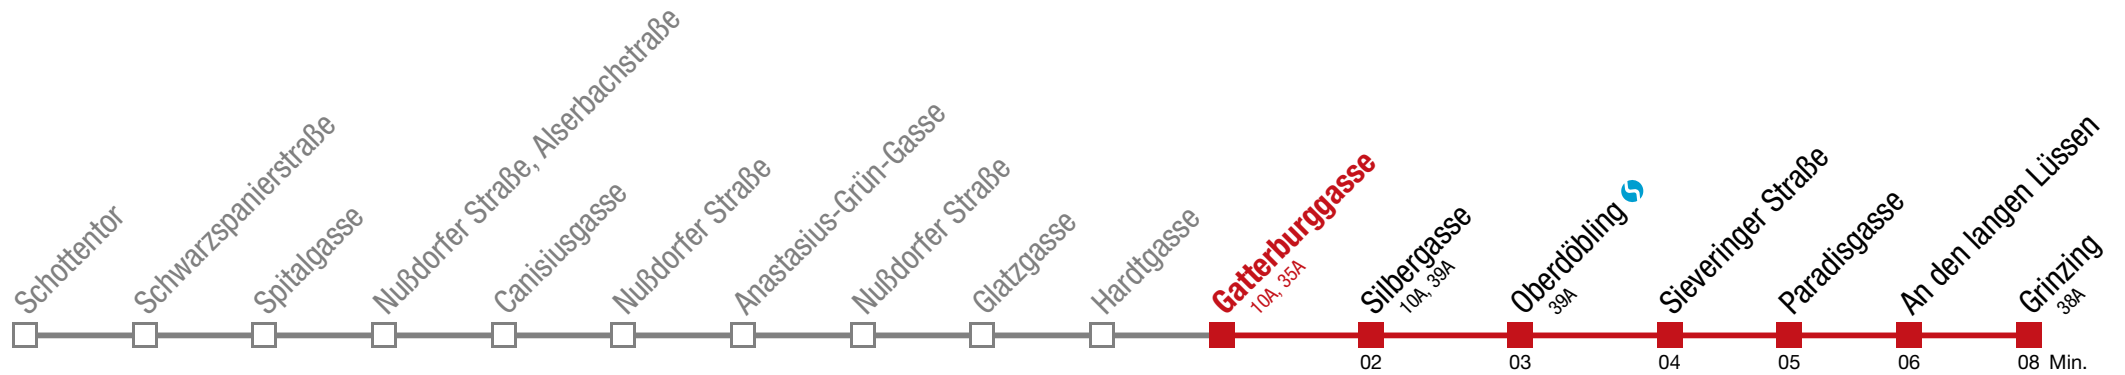 Schottentor
Schwarzspanierstraße
Spitalgasse
Nußdorfer Straße, Alserbachstraße
Canisiusgasse
Nußdorfer Straße
Anastasius-Grün-Gasse
Nußdorfer Straße
Glatzgasse
Hardtgasse
Gatterburggasse
10A, 35A
Silbergasse
10A, 39A
Oberdöbling
39A
Sieveringer Straße
Paradisgasse
An den langen Lüssen
Grinzing
38A
02 03 04 05 06 08 Min.